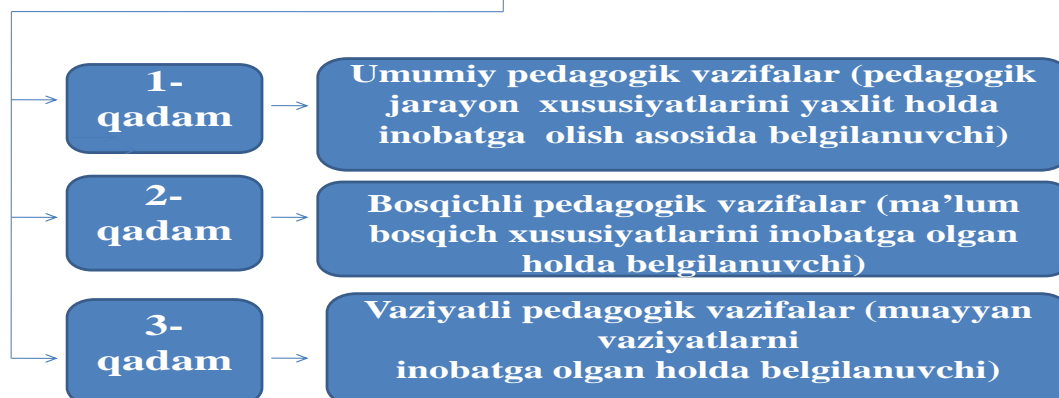 1-
qadam
Umumiy pedagogik vazifalar (pedagogik
jarayon xususiyatlarini yaxlit holda
inobatga olish asosida belgilanuvchi)
2-
qadam
Bosqichli pedagogik vazifalar (ma’lum
bosqich xususiyatlarini inobatga olgan
holda belgilanuvchi)
3-
qadam
Vaziyatli pedagogik vazifalar (muayyan
vaziyatlarni
inobatga olgan holda belgilanuvchi)